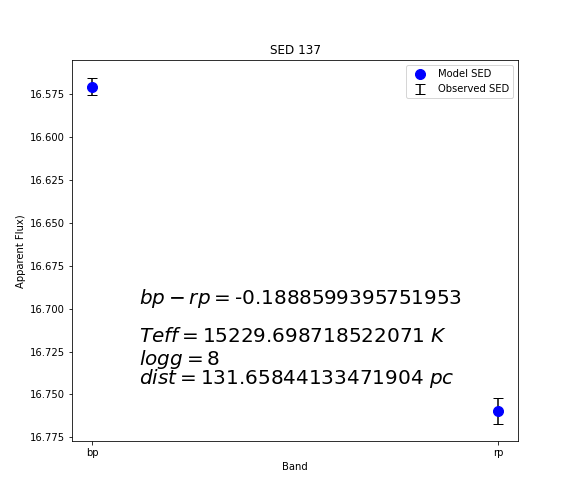 SED 137
Model SED
Observed SED
16.575
16.600
16.625
16.650
16.675
16.700
16.725
16.750
16.775
Apparent Flux)
bp − rp = -0.1888599395751953
Teff = 15229.698718522071 K
logg = 8
dist = 131.65844133471904 pc
bp
rp
Band